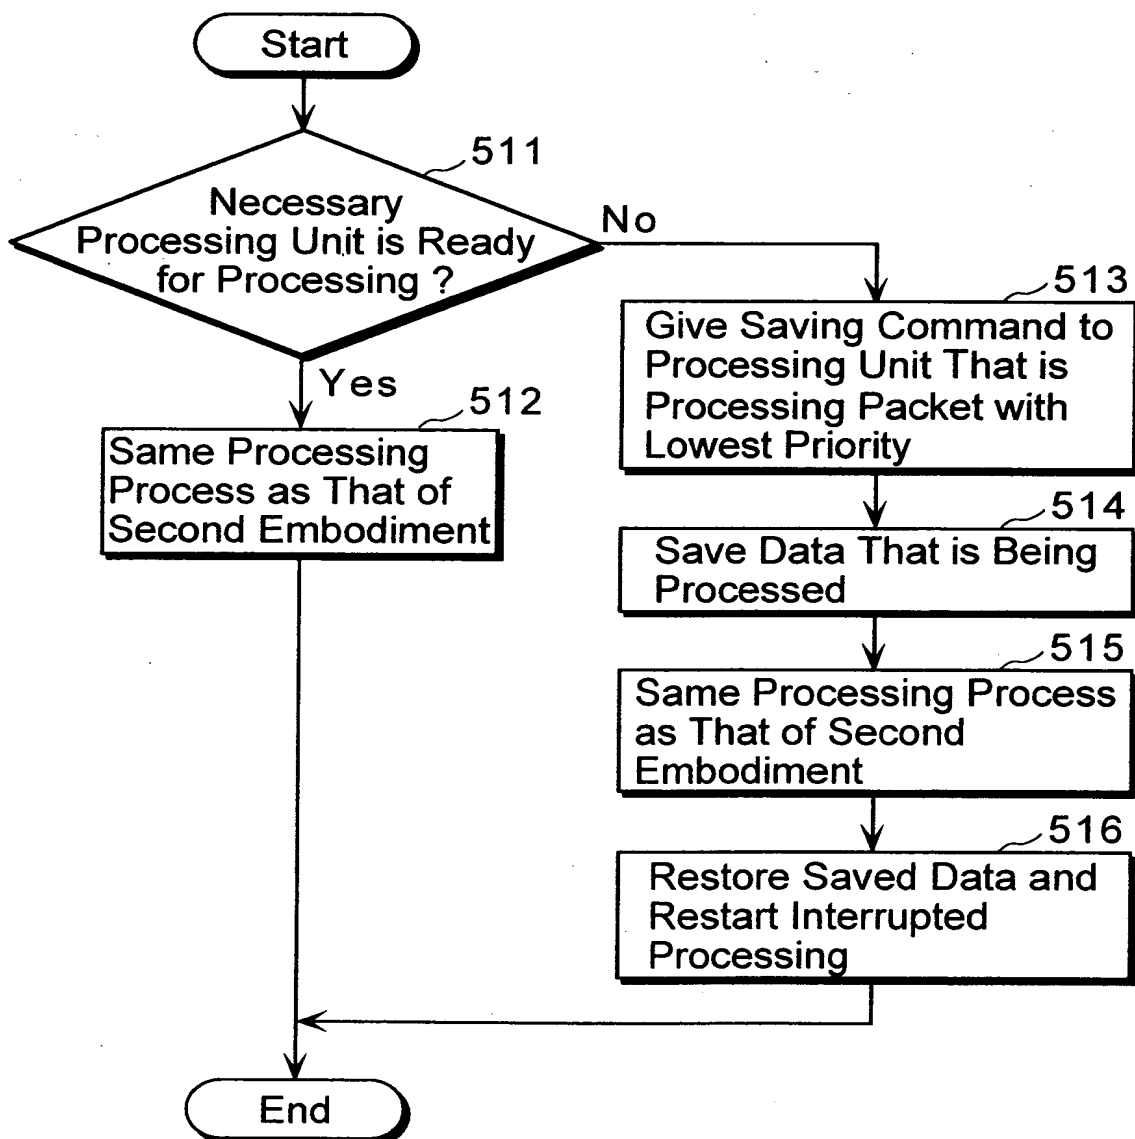 Start
511
Necessary
Processing Unit is Ready
for Processing ?
No
Yes
512
Same Processing
Process as That of
Second Embodiment
513
Give Saving Command to
Processing Unit That is
Processing Packet with
Lowest Priority
514
Save Data That is Being
Processed
515
Same Processing Process
as That of Second
Embodiment
516
Restore Saved Data and
Restart Interrupted
Processing
End